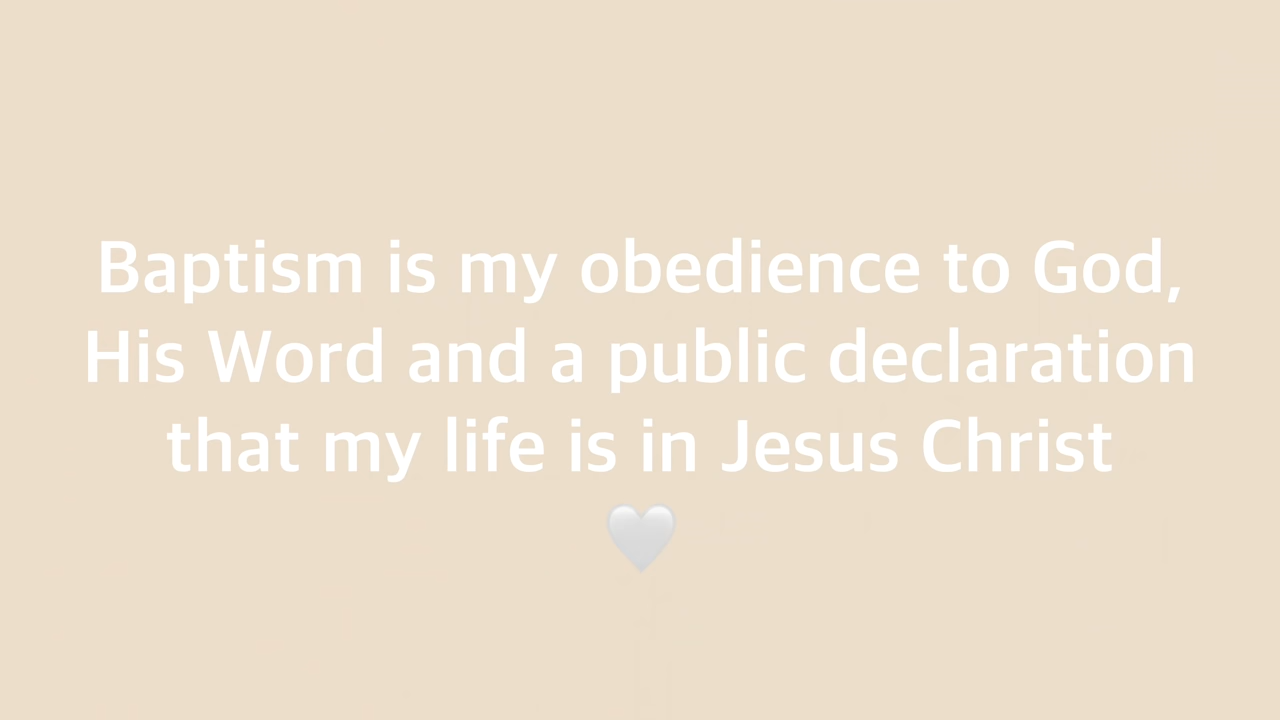 Baptism is my obedience to God,
His Word and a public declaration
that my life is in Jesus Christ
🤍